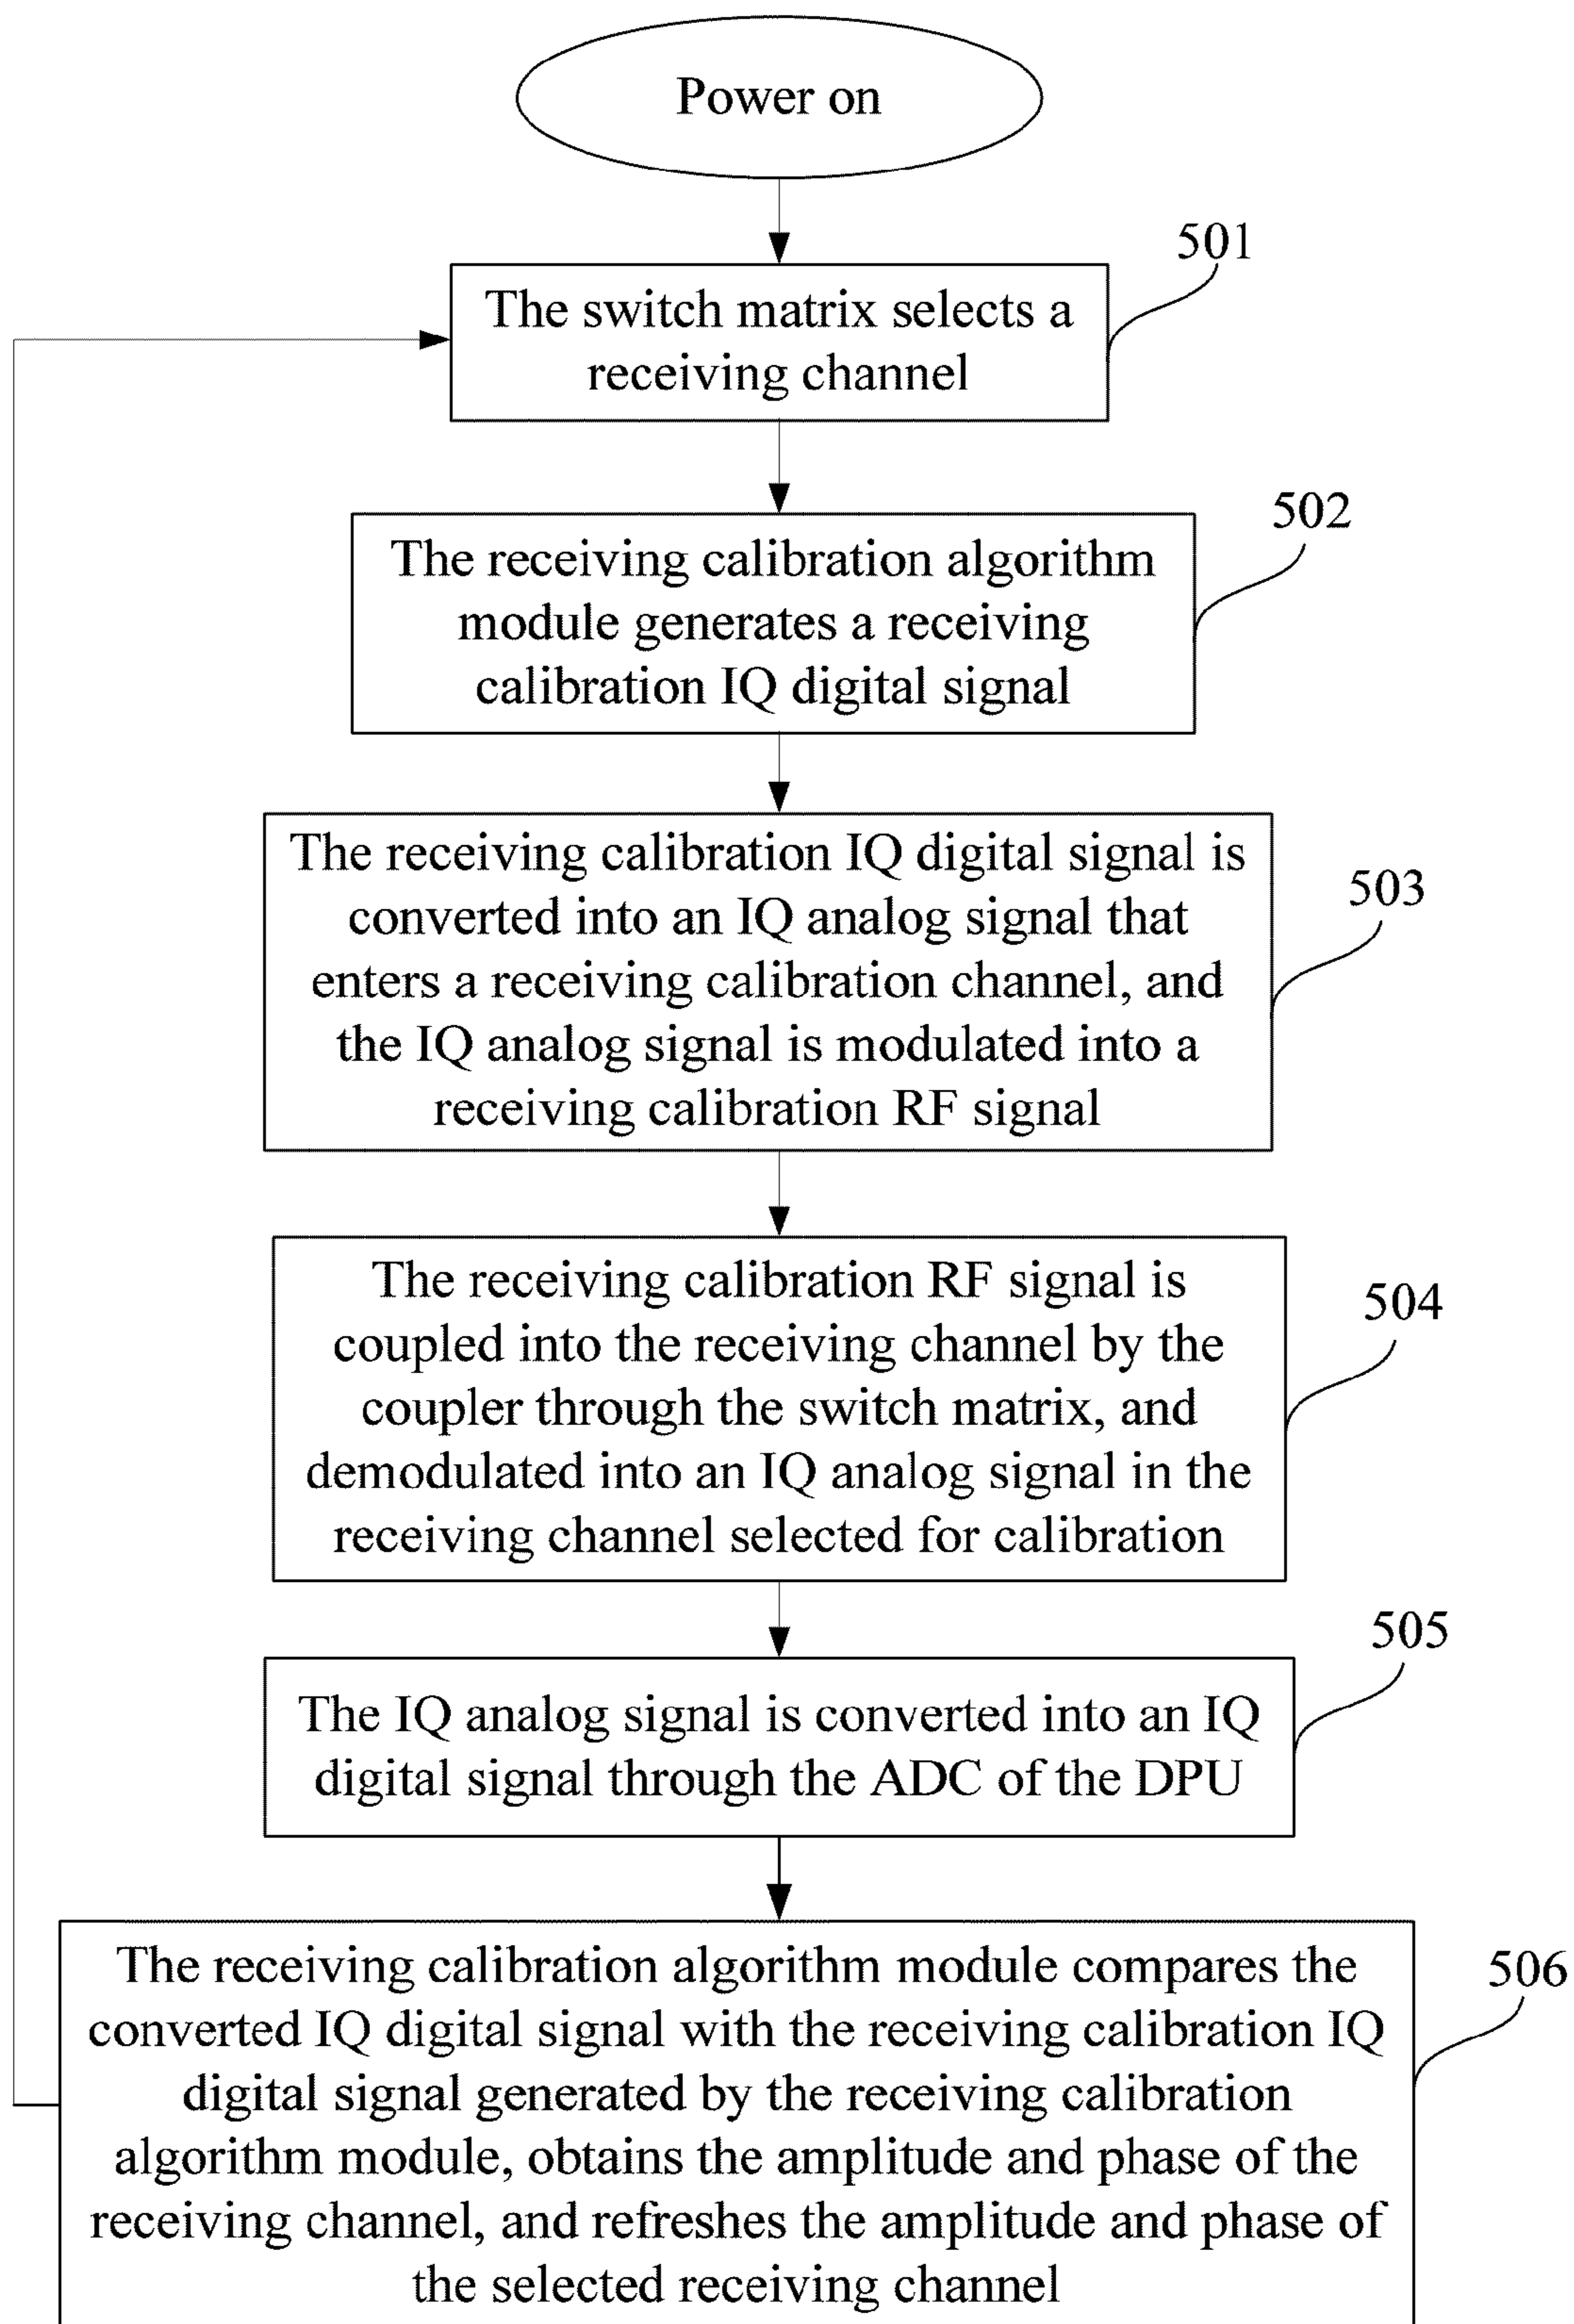 Power on
501
The switch matrix selects a
receiving channel
502
The receiving calibration algorithm
module generates a receiving
calibration IQ digital signal
The receiving calibration IQ digital signal is
converted into an IQ analog signal that
enters a receiving calibration channel, and
the IQ analog signal is modulated into a
receiving calibration RF signal
503
The receiving calibration RF signal is
coupled into the receiving channel by the
coupler through the switch matrix, and
demodulated into an IQ analog signal in the
receiving channel selected for calibration
504
505
The IQ analog signal is converted into an IQ
digital signal through the ADC of the DPU
The receiving calibration algorithm module compares the
converted IQ digital signal with the receiving calibration IQ
digital signal generated by the receiving calibration
algorithm module, obtains the amplitude and phase of the
receiving channel, and refreshes the amplitude and phase of
the selected receiving channel
506